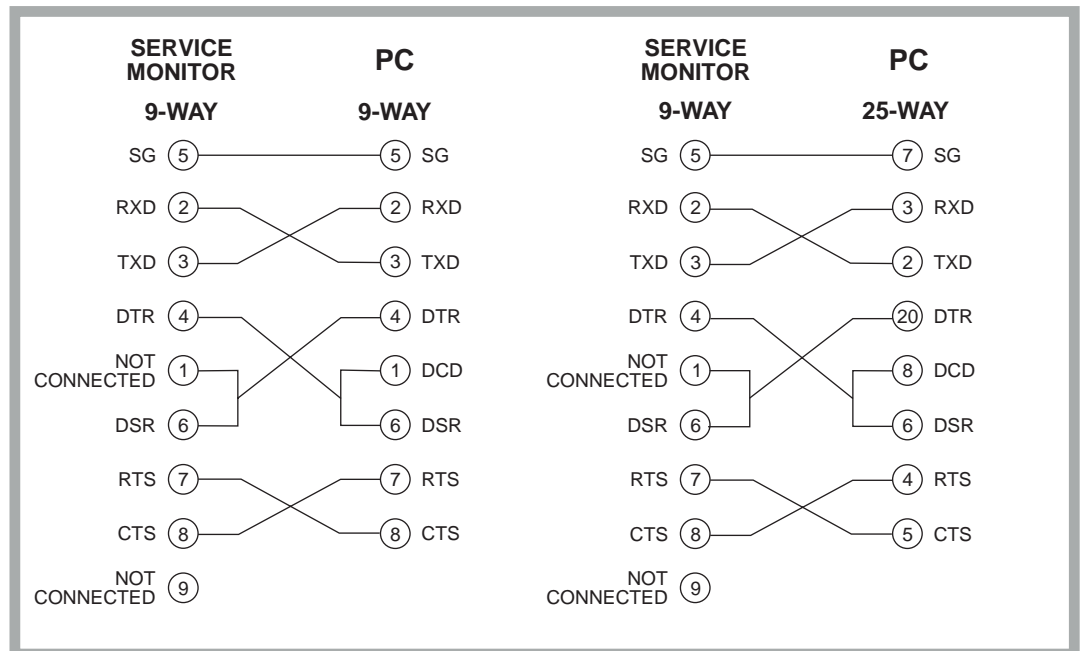 SERVICE
MONITOR
PC
9-WAY
9-WAY
SG 5 5 SG
RXD 2 2 RXD
TXD 3 3 TXD
DTR 4 4 DTR
NOT
CONNECTED 1 1 DCD
DSR 6 6 DSR
RTS 7 7 RTS
CTS 8 8 CTS
NOT
CONNECTED 9
SERVICE
MONITOR
PC
9-WAY
25-WAY
SG 5 7 SG
RXD 2 3 RXD
TXD 3 2 TXD
DTR 4 20 DTR
NOT
CONNECTED 1 8 DCD
DSR 6 6 DSR
RTS 7 4 RTS
CTS 8 5 CTS
NOT
CONNECTED 9